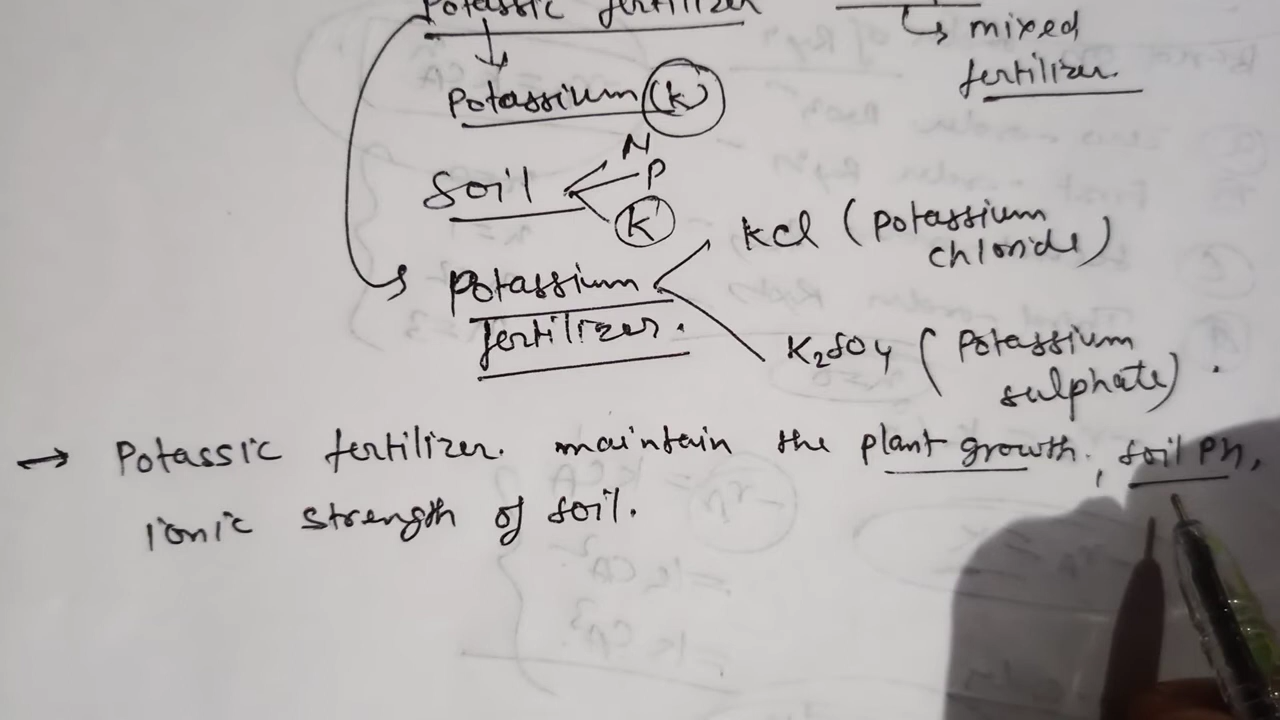 Potassic fertilizer
mixed
fertilizer.
Potassium (K)
Soil
N
P
K
Potassium
fertilizer.
KCl (Potassium
chloride)
K₂SO₄ (Potassium
sulphate).
→ Potassic fertilizer. maintain the plant growth, soil PH,
ionic strength of soil.